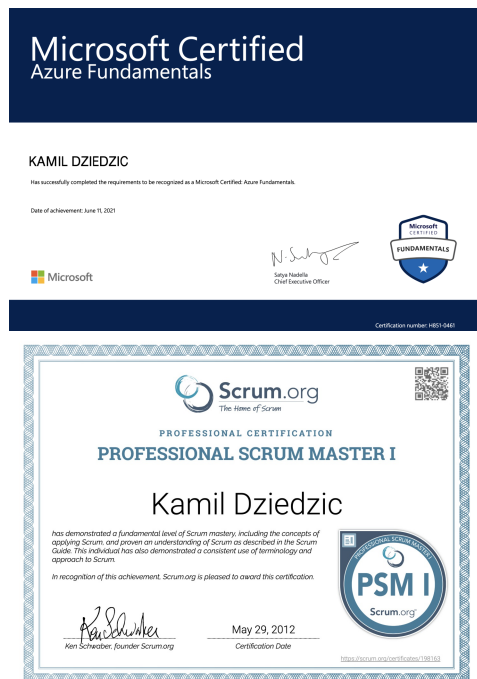 Microsoft Certified
Azure Fundamentals
KAMIL DZIEDZIC
Has successfully completed the requirements to be recognized as a Microsoft Certified: Azure Fundamentals.
Date of achievement: June 11, 2021
Microsoft
Satya Nadella
Chief Executive Officer
Microsoft
CERTIFIED
FUNDAMENTALS
Certification number: H851-0461
Scrum.org
The Home of Scrum
PROFESSIONAL CERTIFICATION
PROFESSIONAL SCRUM MASTER I
Kamil Dziedzic
has demonstrated a fundamental level of Scrum mastery, including the concepts of
applying Scrum, and proven an understanding of Scrum as described in the Scrum
Guide. This individual has also demonstrated a consistent use of terminology and
approach to Scrum.
In recognition of this achievement, Scrum.org is pleased to award this certification.
Ken Schwaber
Ken Schwaber, founder Scrum.org
May 29, 2012
Certification Date
PROFESSIONAL SCRUM MASTER I
PSM I
Scrum.org
https://scrum.org/certificates/198163